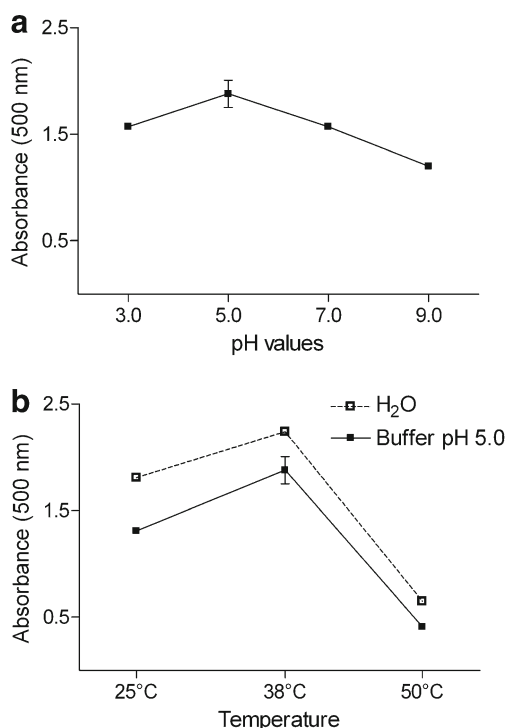 a
2.5
Absorbance (500 nm)
1.5
0.5
3.0 5.0 7.0 9.0
pH values
b
2.5
H₂O
Buffer pH 5.0
Absorbance (500 nm)
1.5
0.5
25°C 38°C 50°C
Temperature